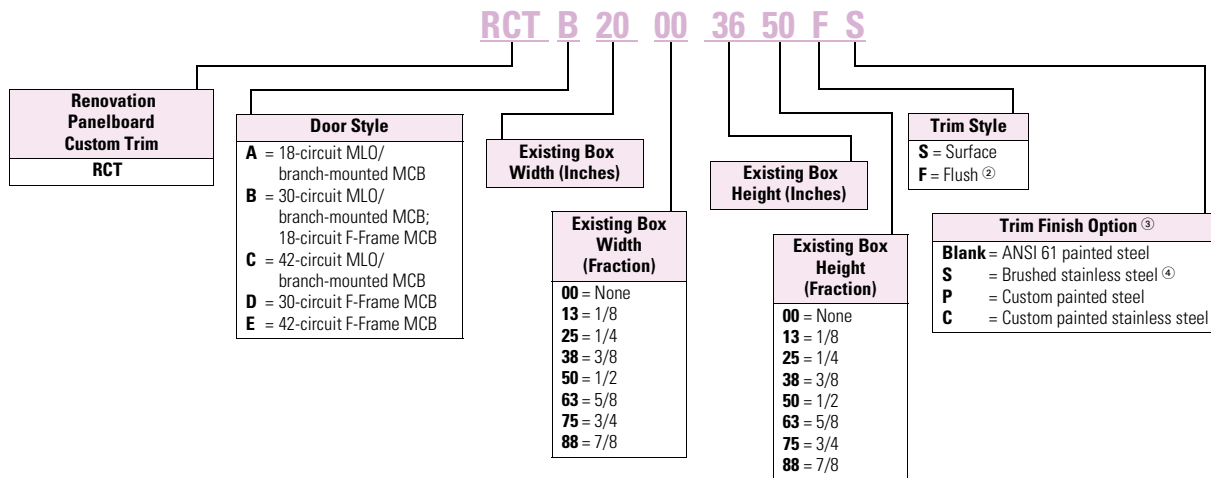 RCT B 20 00 36 50 F S
Renovation
Panelboard
Custom Trim
RCT
Door Style
A = 18-circuit MLO/
branch-mounted MCB
B = 30-circuit MLO/
branch-mounted MCB;
18-circuit F-Frame MCB
C = 42-circuit MLO/
branch-mounted MCB
D = 30-circuit F-Frame MCB
E = 42-circuit F-Frame MCB
Existing Box
Width (Inches)
Existing Box
Width
(Fraction)
00 = None
13 = 1/8
25 = 1/4
38 = 3/8
50 = 1/2
63 = 5/8
75 = 3/4
88 = 7/8
Existing Box
Height (Inches)
Existing Box
Height
(Fraction)
00 = None
13 = 1/8
25 = 1/4
38 = 3/8
50 = 1/2
63 = 5/8
75 = 3/4
88 = 7/8
Trim Style
S = Surface
F = Flush ②
Trim Finish Option ③
Blank = ANSI 61 painted steel
S = Brushed stainless steel ④
P = Custom painted steel
C = Custom painted stainless steel